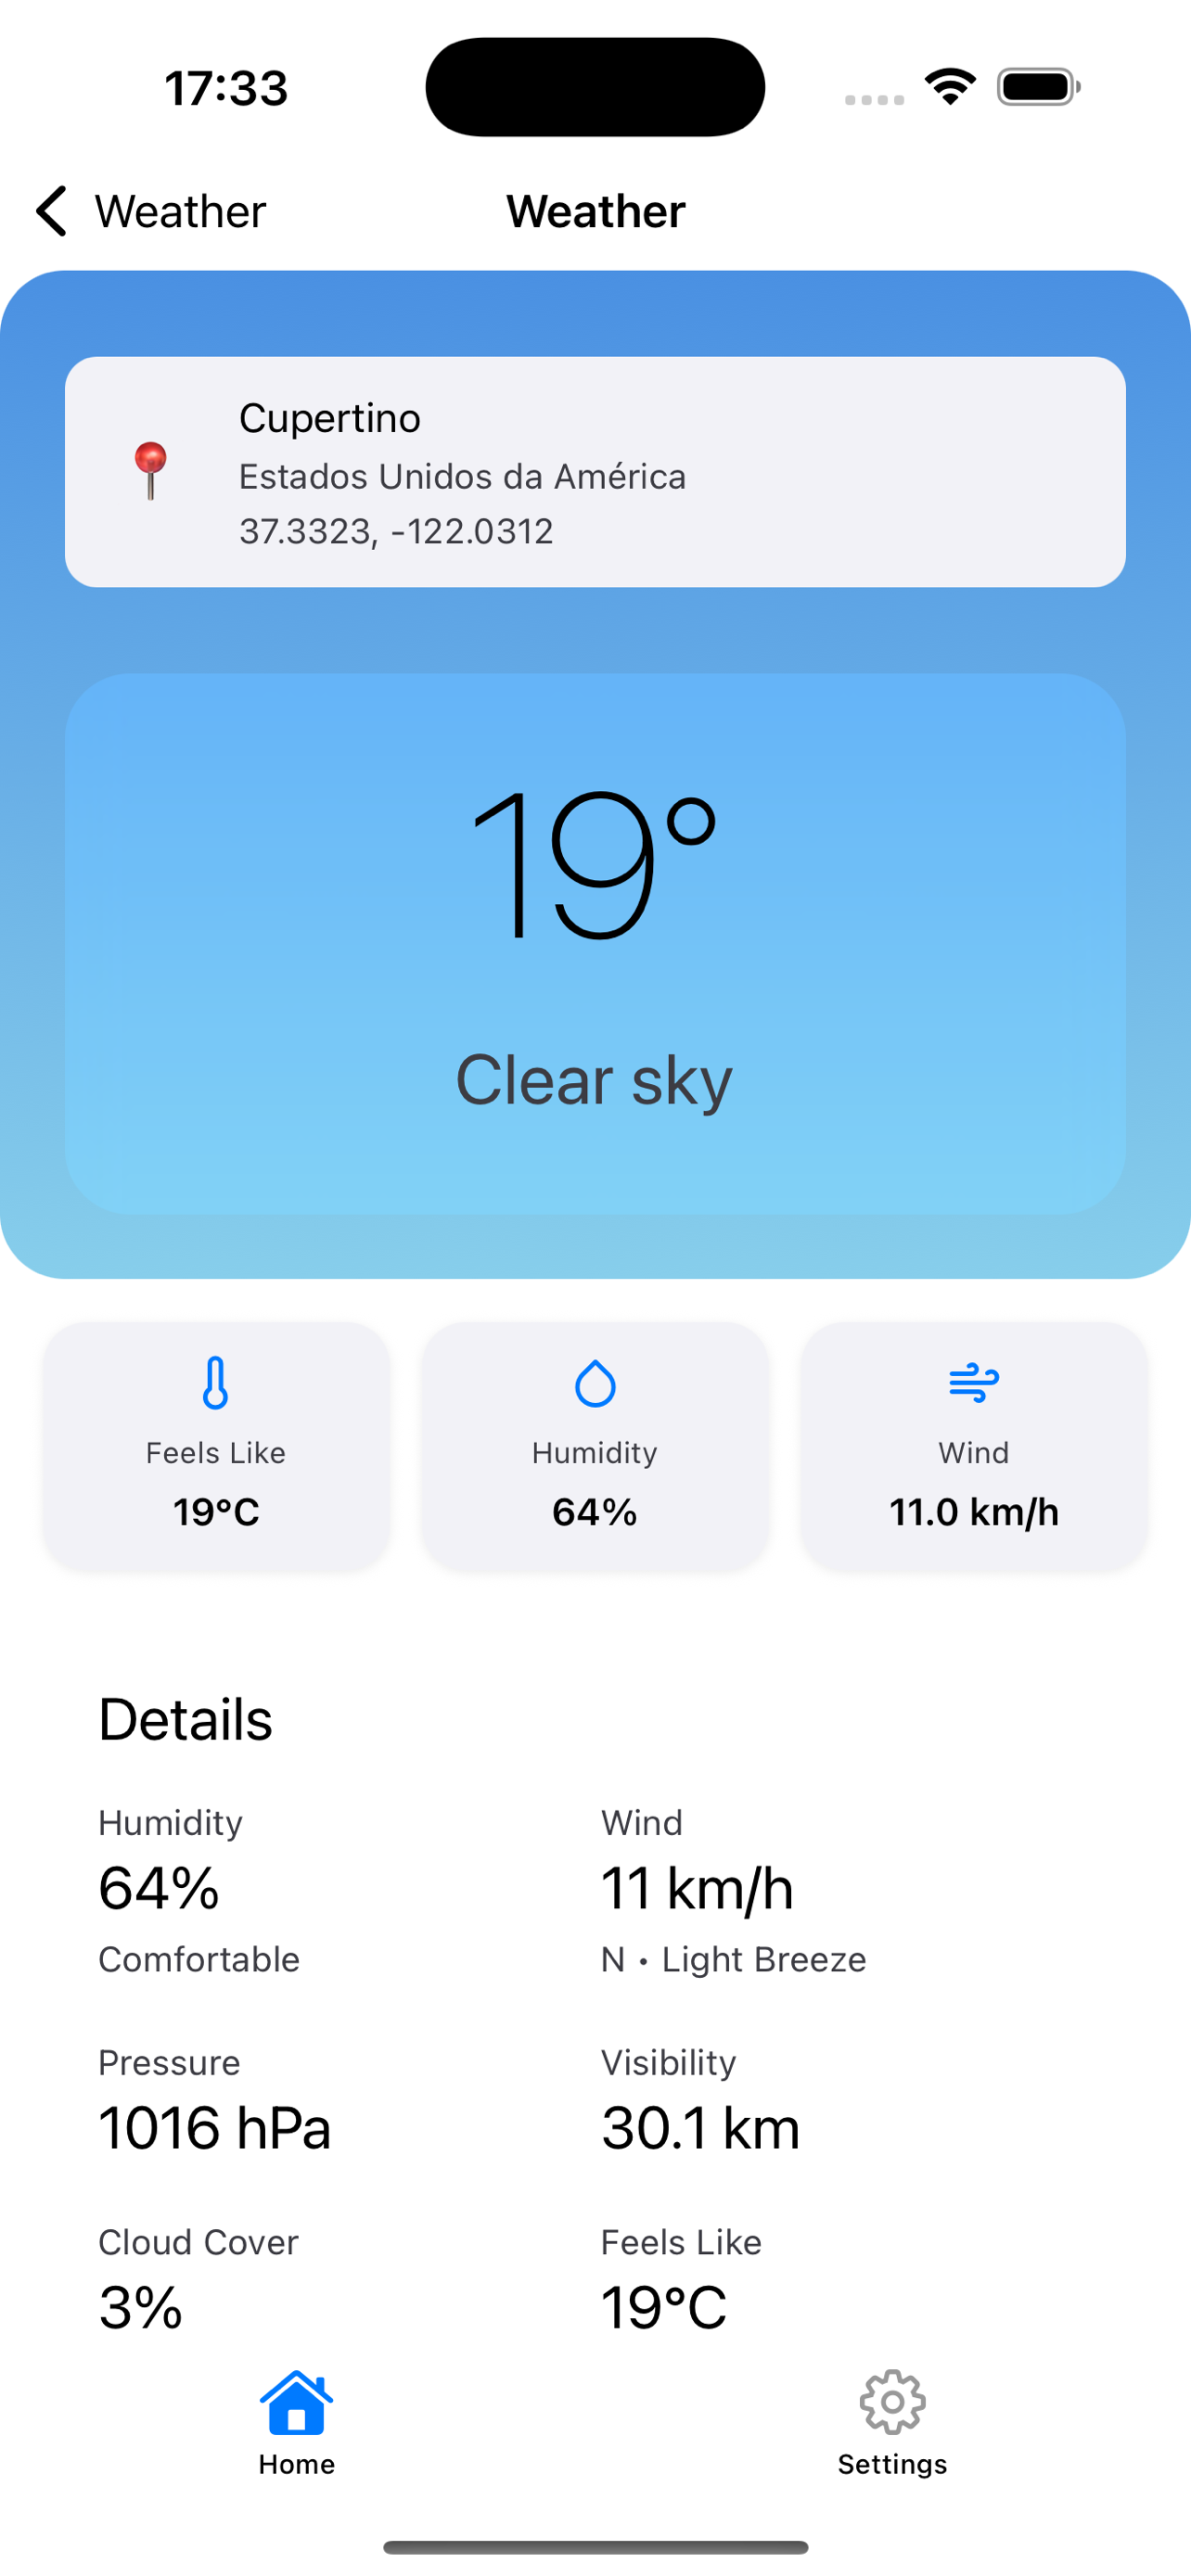 17:33
Weather
Weather
Cupertino
Estados Unidos da América
37.3323, -122.0312
19°
Clear sky
Feels Like
19°C
Humidity
64%
Wind
11.0 km/h
Details
Humidity
64%
Comfortable
Wind
11 km/h
N • Light Breeze
Pressure
1016 hPa
Visibility
30.1 km
Cloud Cover
3%
Feels Like
19°C
Home
Settings